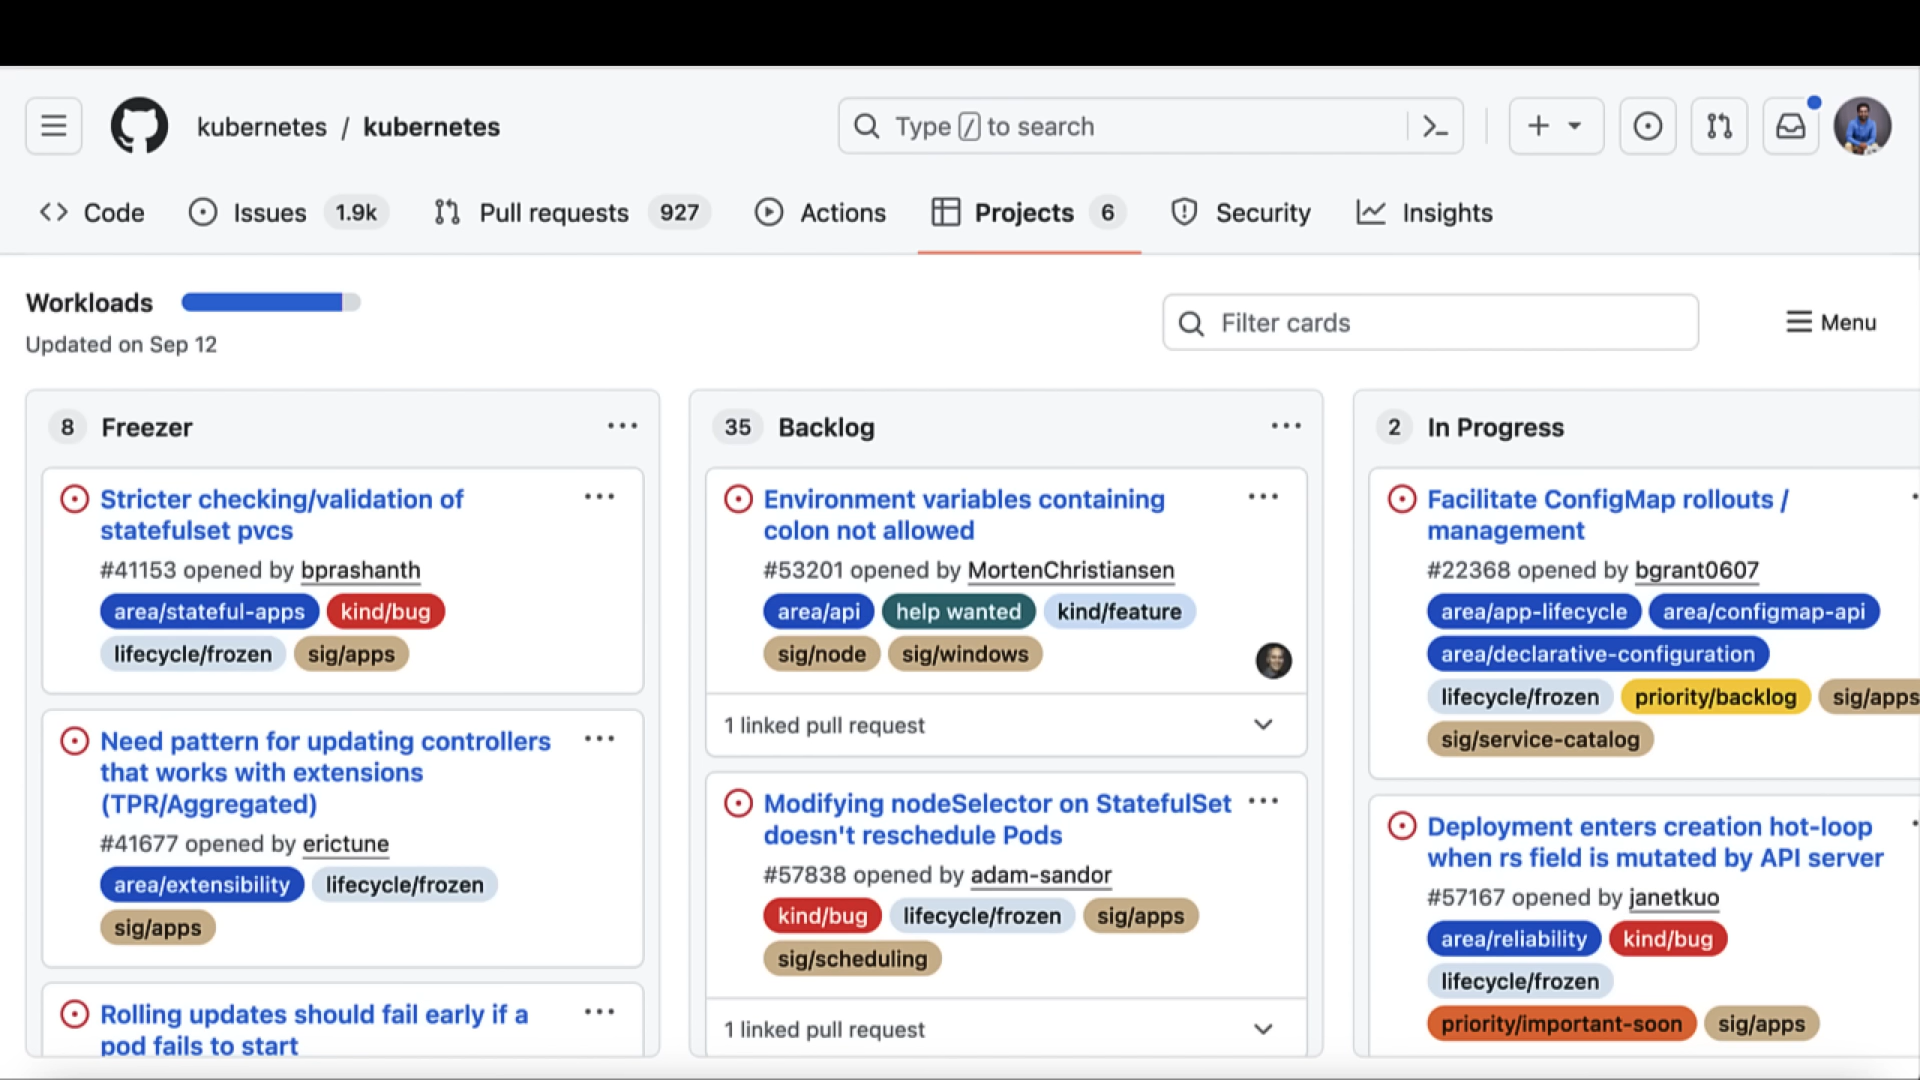 kubernetes / kubernetes
Type / to search
Code
Issues 1.9k
Pull requests 927
Actions
Projects 6
Security
Insights
Workloads
Updated on Sep 12
Filter cards
Menu
8 Freezer
Stricter checking/validation of
statefulset pvcs
#41153 opened by bprashanth
area/stateful-apps kind/bug
lifecycle/frozen sig/apps
Need pattern for updating controllers
that works with extensions
(TPR/Aggregated)
#41677 opened by erictune
area/extensibility lifecycle/frozen
sig/apps
Rolling updates should fail early if a
pod fails to start
35 Backlog
Environment variables containing
colon not allowed
#53201 opened by MortenChristiansen
area/api help wanted kind/feature
sig/node sig/windows
1 linked pull request
Modifying nodeSelector on StatefulSet
doesn't reschedule Pods
#57838 opened by adam-sandor
kind/bug lifecycle/frozen sig/apps
sig/scheduling
1 linked pull request
2 In Progress
Facilitate ConfigMap rollouts /
management
#22368 opened by bgrant0607
area/app-lifecycle area/configmap-api
area/declarative-configuration
lifecycle/frozen priority/backlog sig/apps
sig/service-catalog
Deployment enters creation hot-loop
when rs field is mutated by API server
#57167 opened by janetkuo
area/reliability kind/bug
lifecycle/frozen
priority/important-soon sig/apps